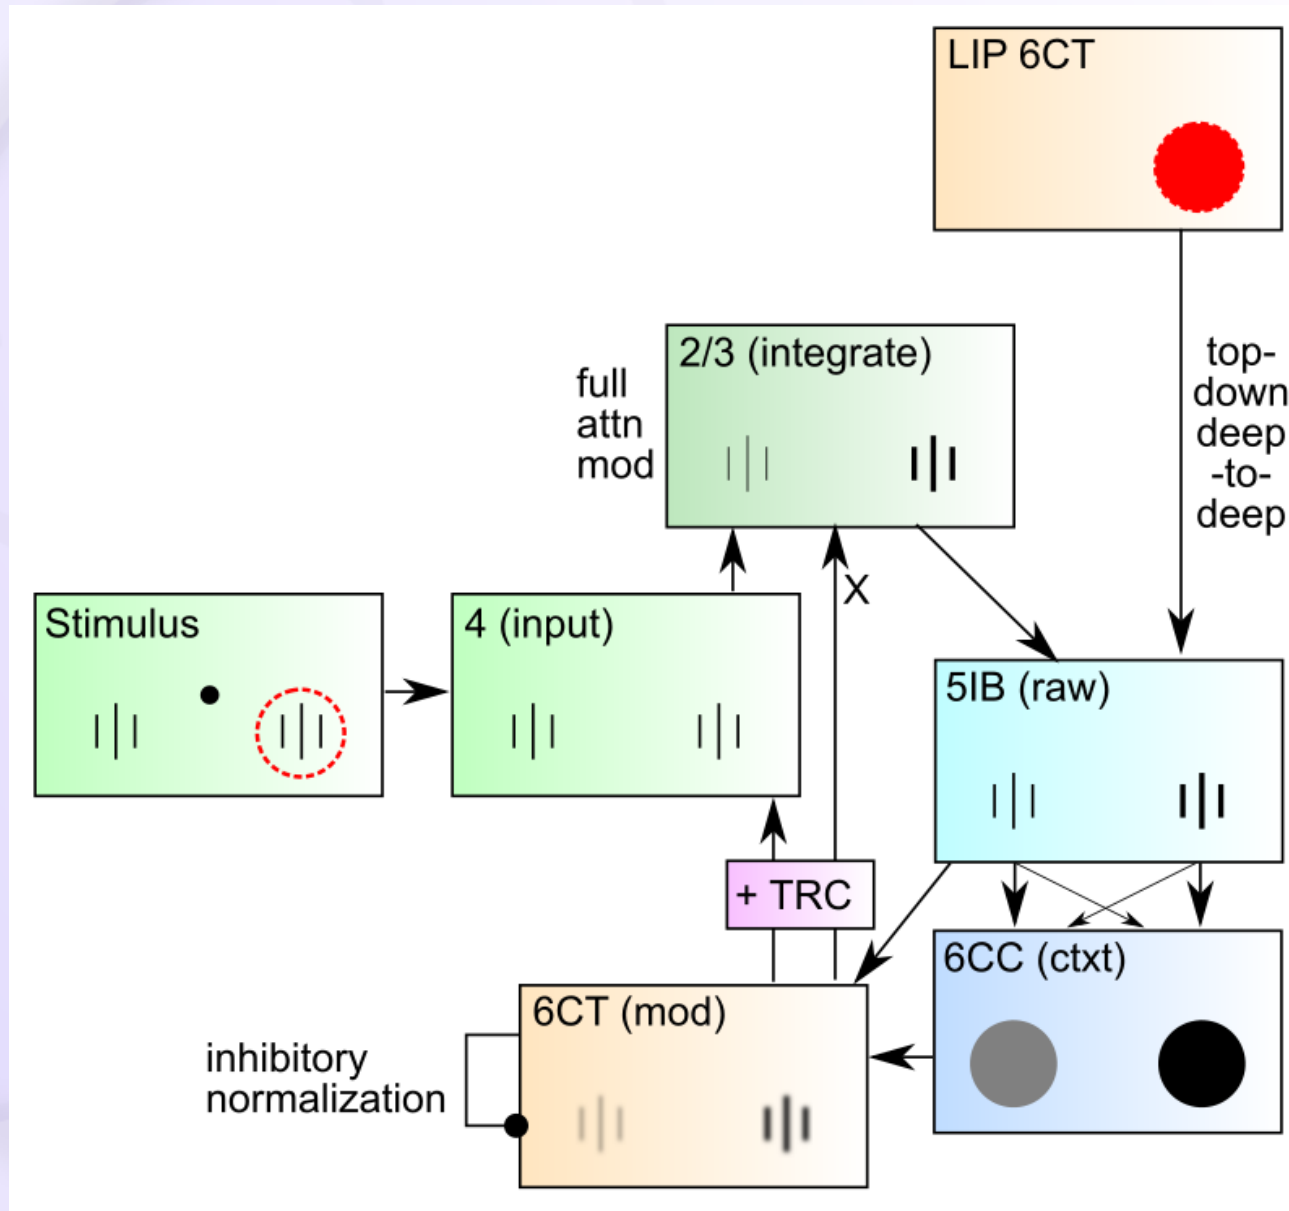 LIP 6CT
2/3 (integrate)
full
attn
mod
top-
down
deep
-to-
deep
X
Stimulus
4 (input)
5IB (raw)
+ TRC
6CC (ctxt)
6CT (mod)
inhibitory
normalization